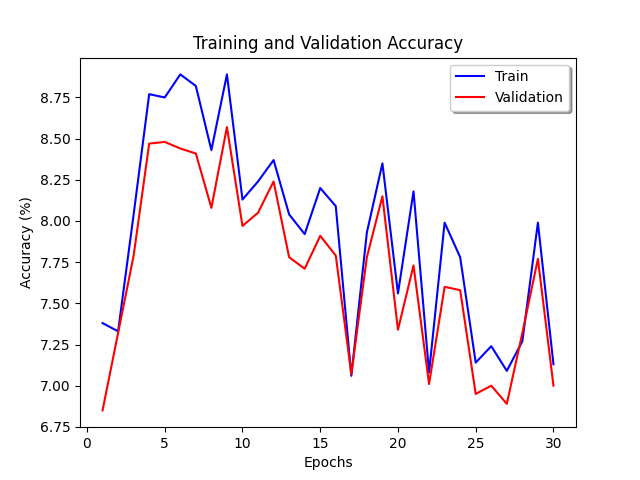 Training and Validation Accuracy
Train
Validation
Accuracy (%)
8.75
8.50
8.25
8.00
7.75
7.50
7.25
7.00
6.75
0 5 10 15 20 25 30
Epochs